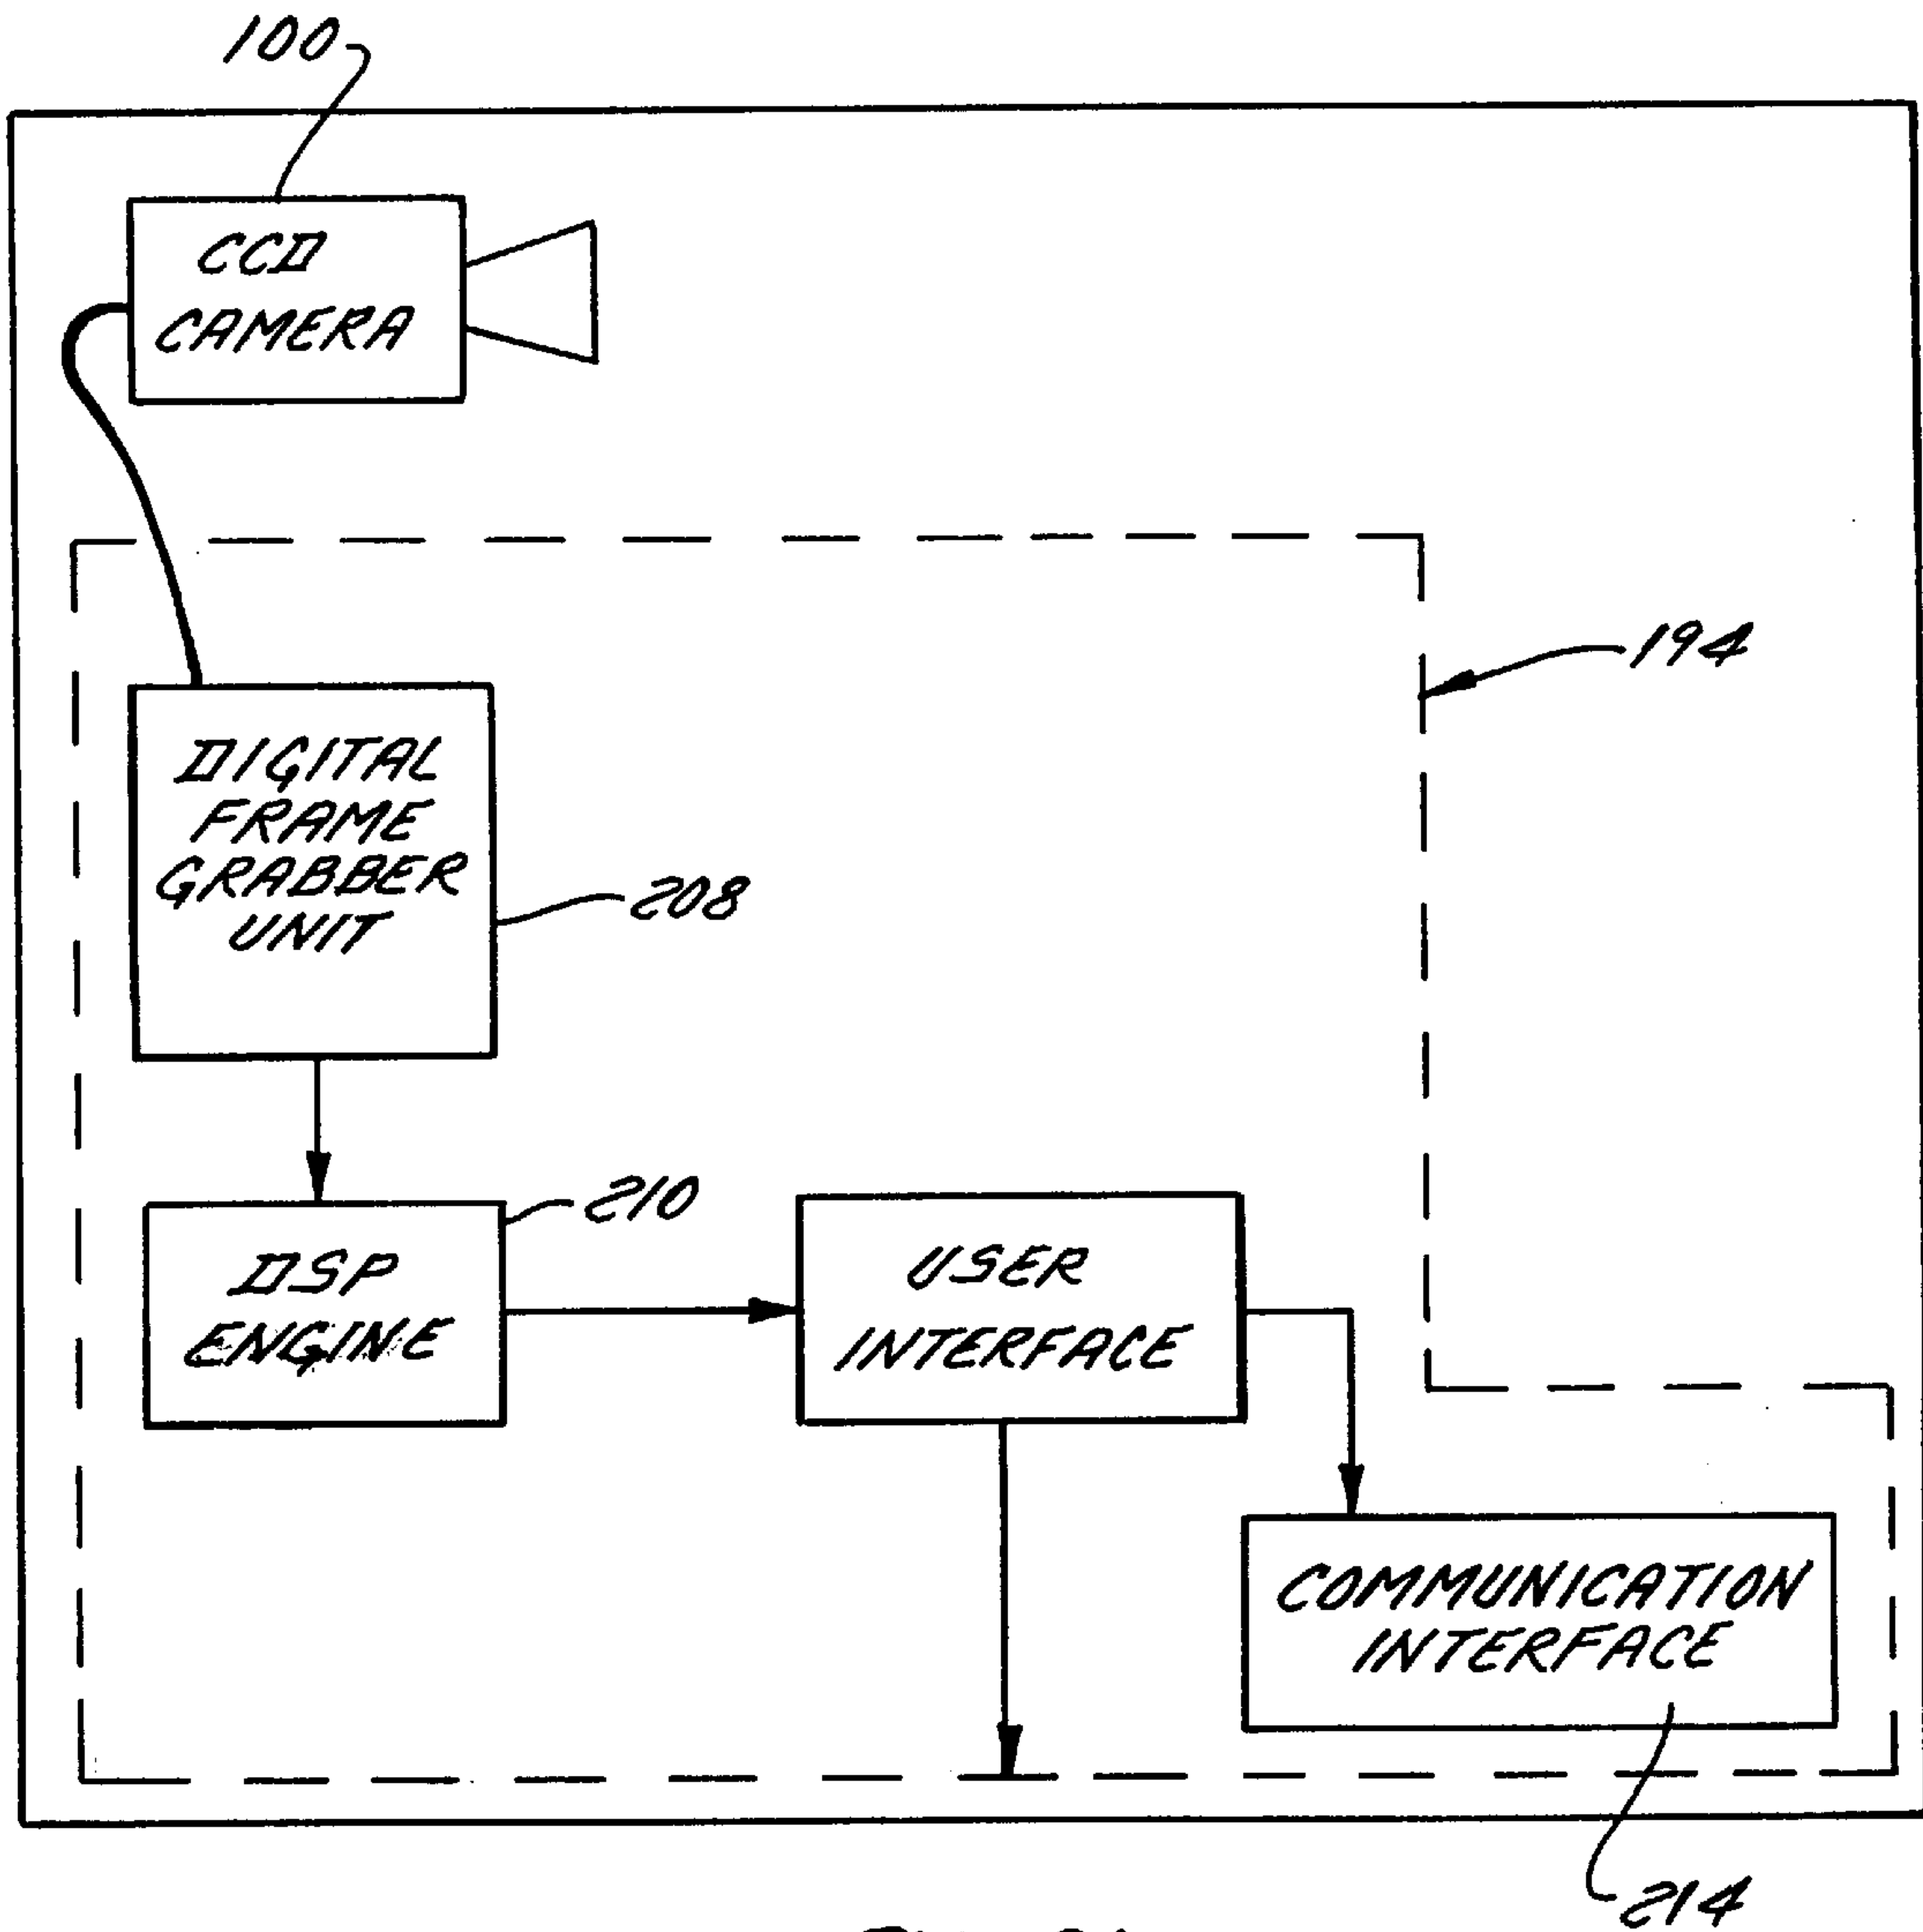 100
CCD
CAMERA
194
DIGITAL
FRAME
GRABBER
UNIT
208
210
DSP
ENGINE
USER
INTERFACE
COMMUNICATION
INTERFACE
214